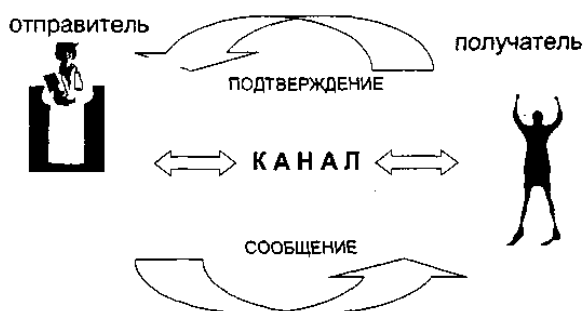 отправитель
получатель
ПОДТВЕРЖДЕНИЕ
КАНАЛ
СООБЩЕНИЕ